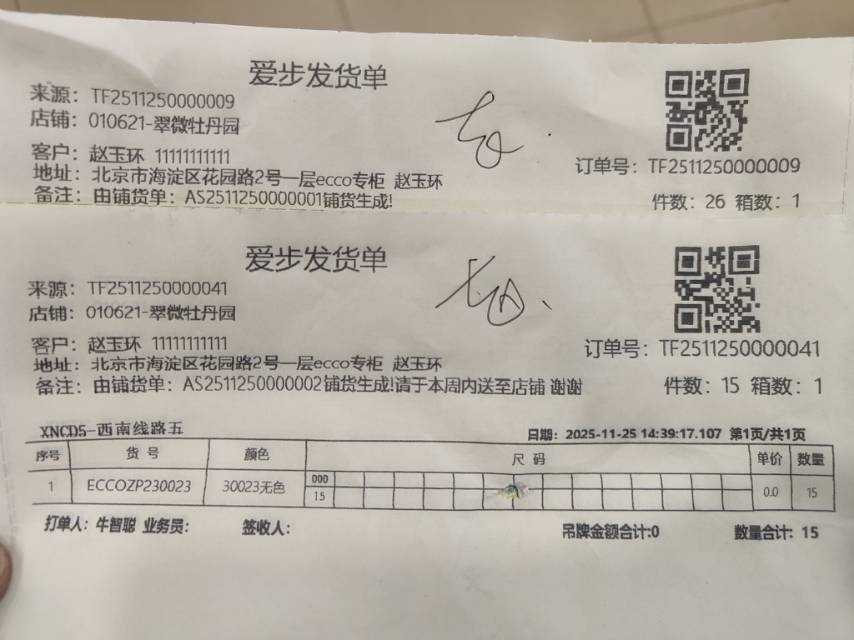 爱步发货单
来源：TF2511250000009
店铺：010621-翠微牡丹园
客户：赵玉环 11111111111
地址：北京市海淀区花园路2号一层ecco专柜 赵玉环
订单号：TF2511250000009
备注：由铺货单：AS2511250000001铺货生成!
件数：26 箱数：1
爱步发货单
来源：TF2511250000041
店铺：010621-翠微牡丹园
客户：赵玉环 11111111111
订单号：TF2511250000041
地址：北京市海淀区花园路2号一层ecco专柜 赵玉环
备注：由铺货单：AS2511250000002铺货生成!请于本周内送至店铺 谢谢
件数：15 箱数：1
XNCD5-西南线路五
日期：2025-11-25 14:39:17.107 第1页/共1页
序号 货号 颜色 尺码 单价 数量
000
1 ECCOZP230023 30023无色 15 0.0 15
打单人：牛智聪 业务员： 签收人： 吊牌金额合计:0 数量合计：15